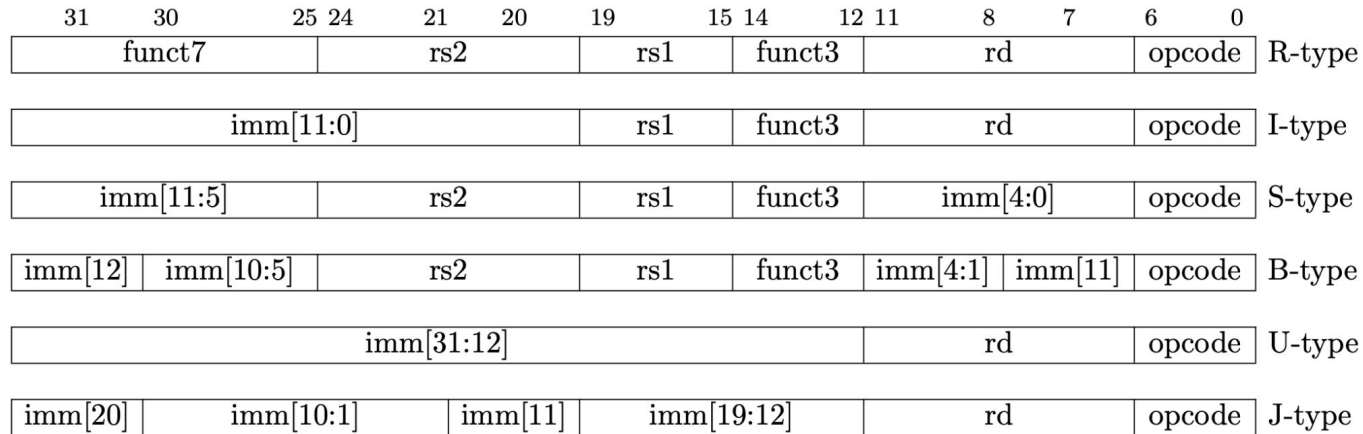 31 30 25 24 21 20 19 15 14 12 11 8 7 6 0
funct7 rs2 rs1 funct3 rd opcode R-type
imm[11:0] rs1 funct3 rd opcode I-type
imm[11:5] rs2 rs1 funct3 imm[4:0] opcode S-type
imm[12] imm[10:5] rs2 rs1 funct3 imm[4:1] imm[11] opcode B-type
imm[31:12] rd opcode U-type
imm[20] imm[10:1] imm[11] imm[19:12] rd opcode J-type